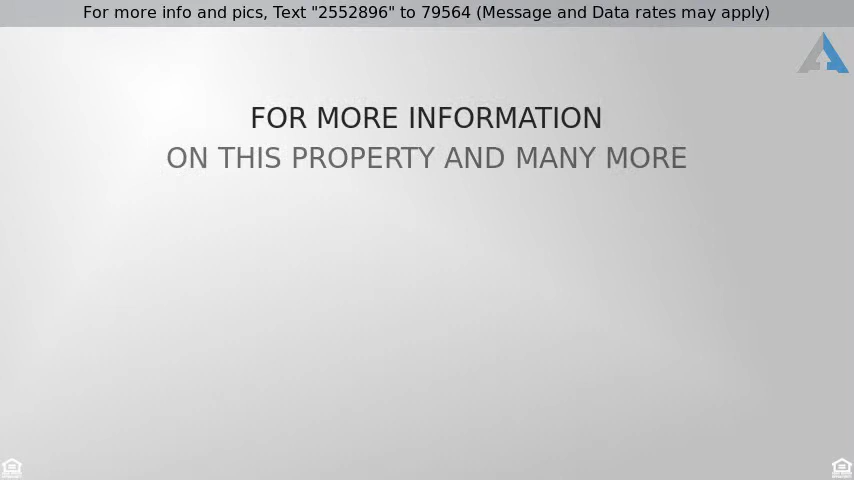 For more info and pics, Text "2552896" to 79564 (Message and Data rates may apply)
FOR MORE INFORMATION
ON THIS PROPERTY AND MANY MORE